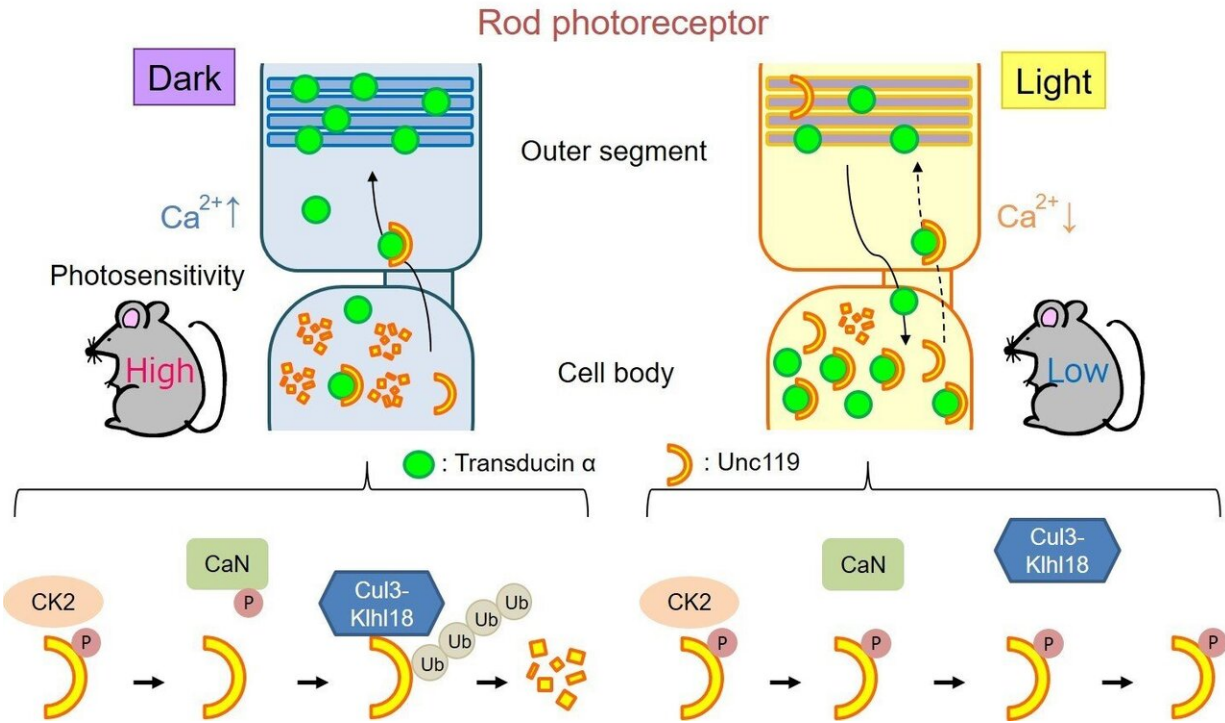 Rod photoreceptor
Dark
Light
Outer segment
Ca2+↑
Ca2+↓
Photosensitivity
High
Cell body
Low
: Transducin α
: Unc119
CK2
P
CaN
P
Cul3-
Klhl18
Ub
Ub
Ub
Ub
CK2
P
CaN
P
Cul3-
Klhl18
P
P